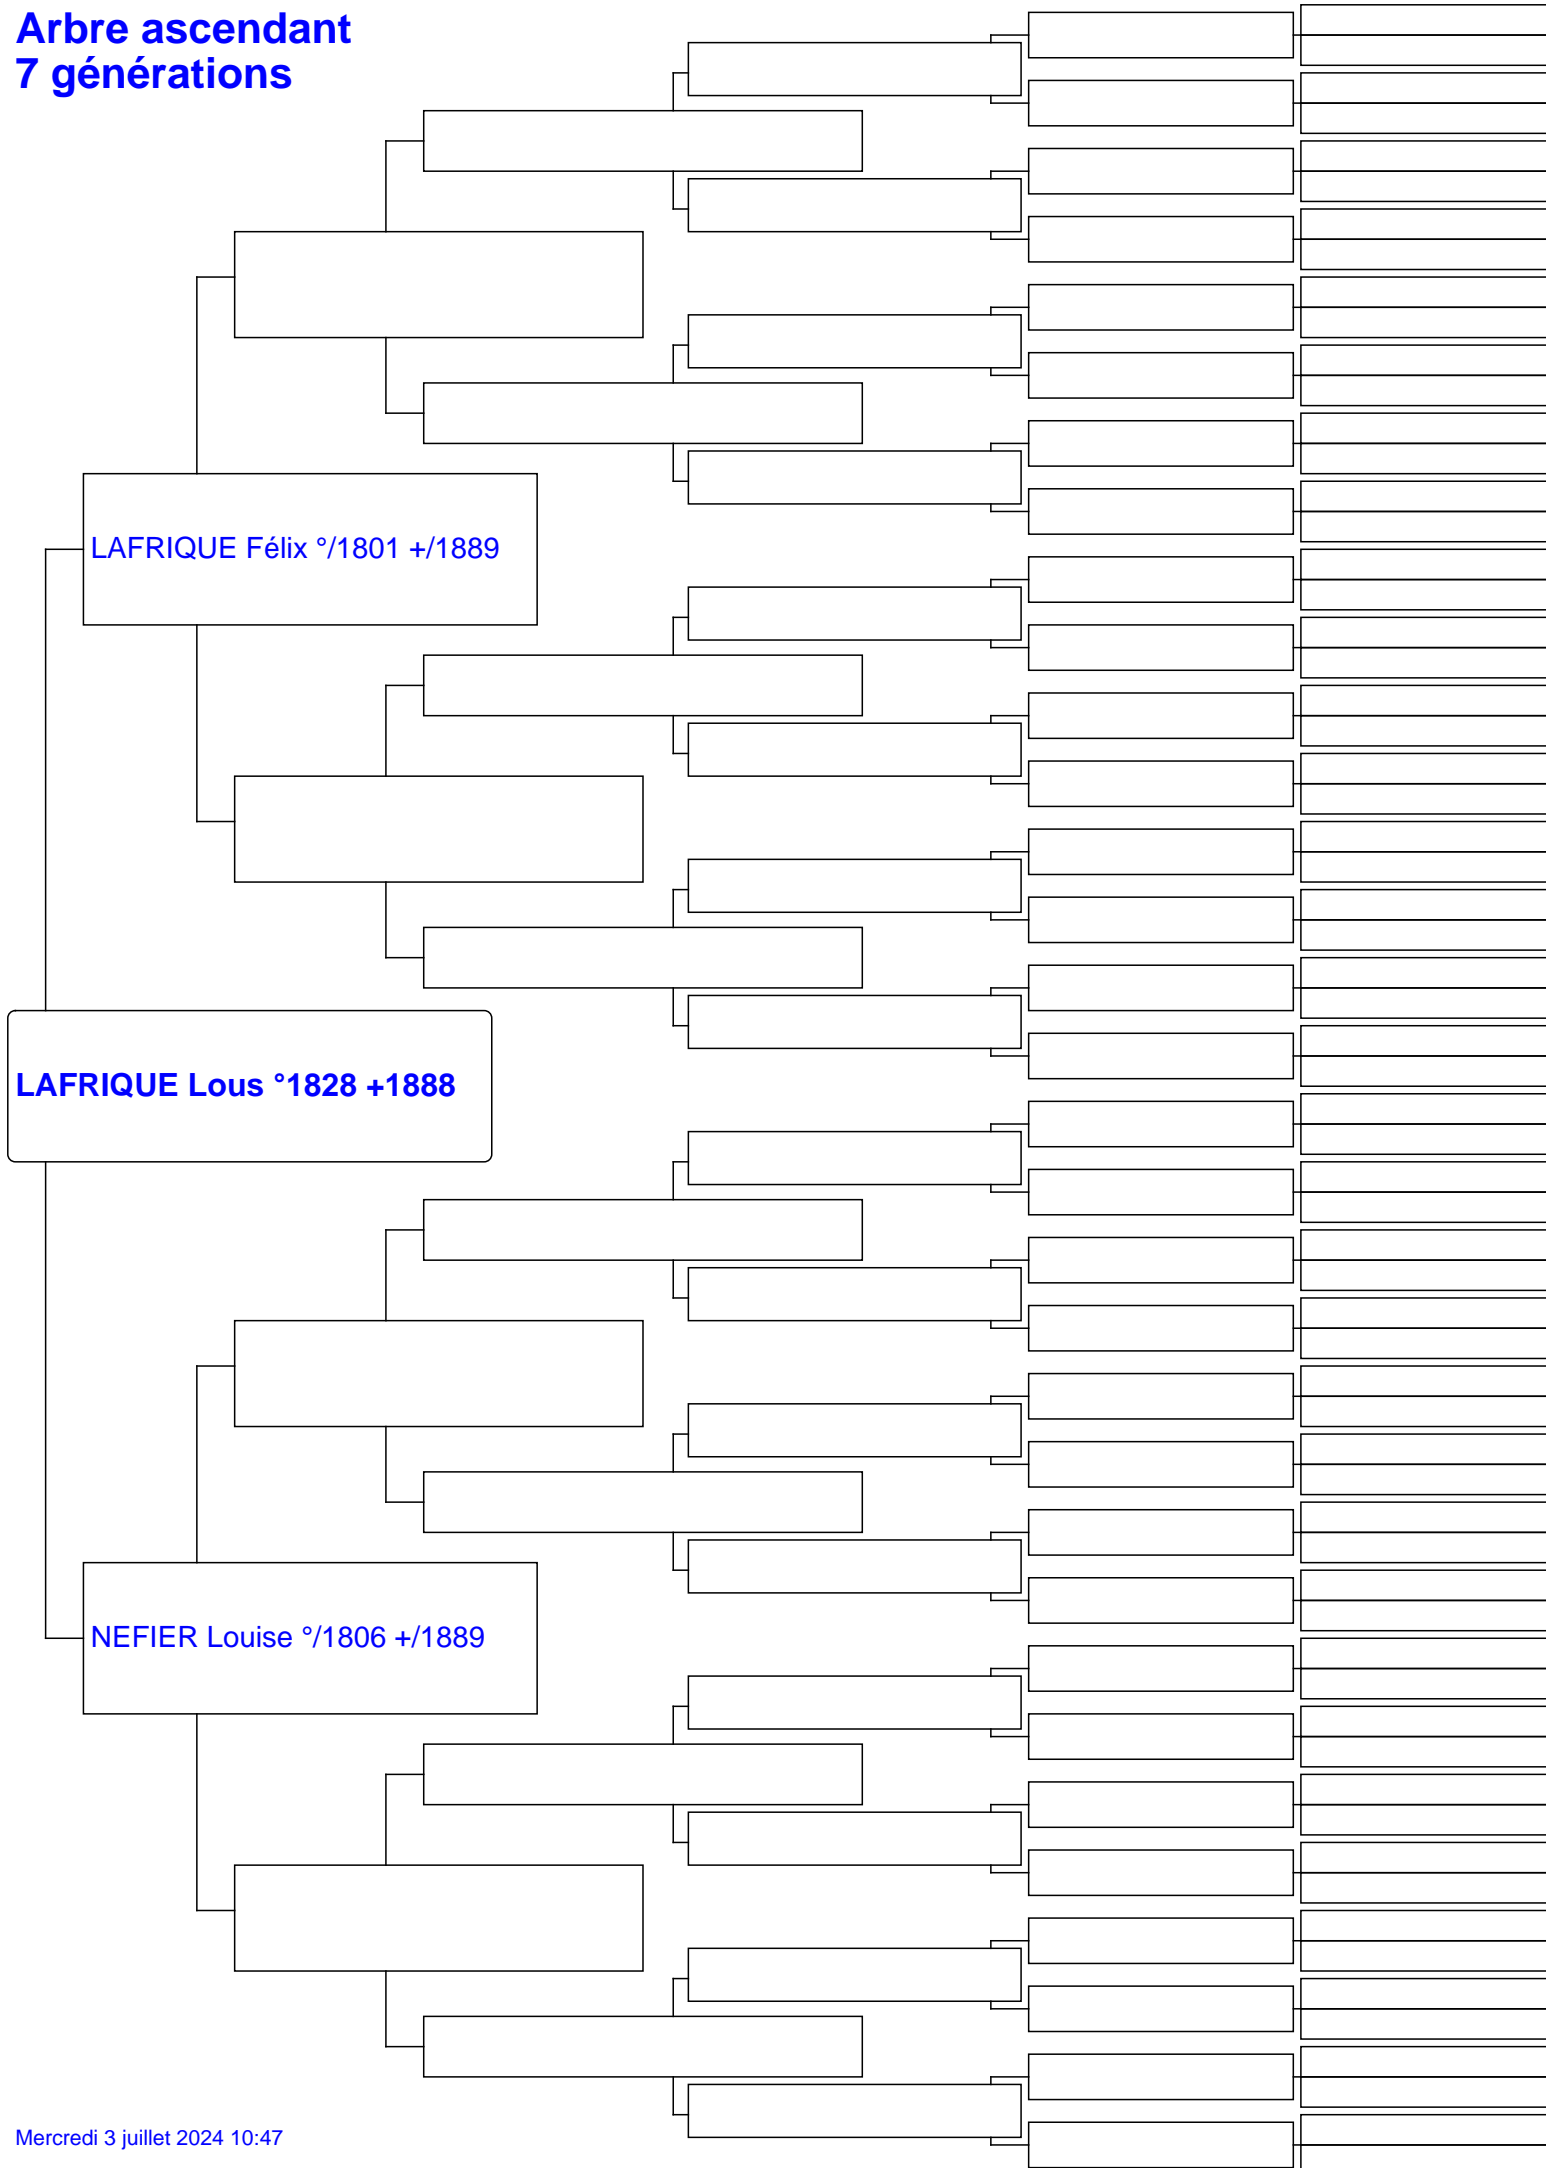 Arbre ascendant
7 générations
LAFRIQUE Félix °/1801 +/1889
LAFRIQUE Lous °1828 +1888
NEFIER Louise °/1806 +/1889
Mercredi 3 juillet 2024 10:47